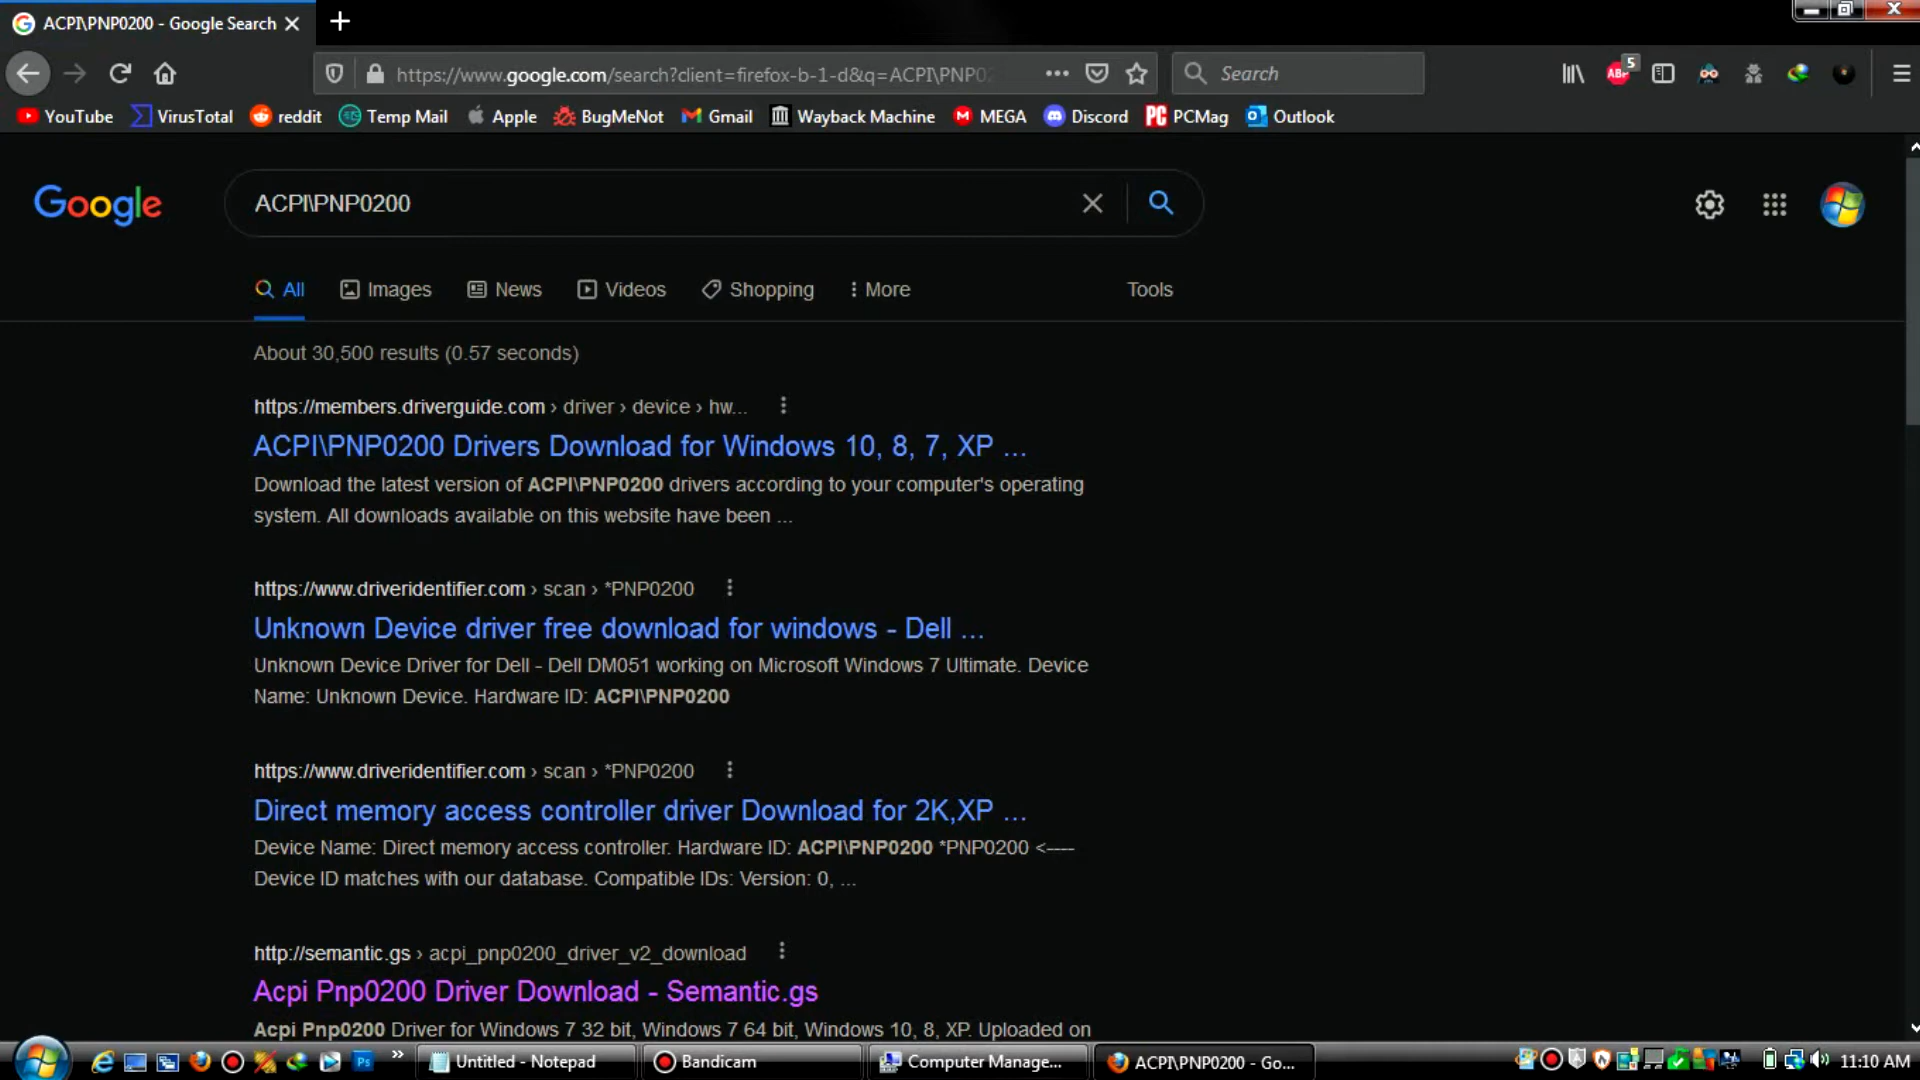 ACPI\PNP0200 - Google Search
https://www.google.com/search?client=firefox-b-1-d&q=ACPI\PNP02
Search
ABP
5
YouTube
VirusTotal
reddit
Temp Mail
Apple
BugMeNot
Gmail
Wayback Machine
MEGA
Discord
PC PCMag
Outlook
Google
ACPI\PNP0200
All
Images
News
Videos
Shopping
More
Tools
About 30,500 results (0.57 seconds)
https://members.driverguide.com › driver › device › hw...
ACPI\PNP0200 Drivers Download for Windows 10, 8, 7, XP ...
Download the latest version of ACPI\PNP0200 drivers according to your computer's operating
system. All downloads available on this website have been ...
https://www.driveridentifier.com › scan › *PNP0200
Unknown Device driver free download for windows - Dell ...
Unknown Device Driver for Dell - Dell DM051 working on Microsoft Windows 7 Ultimate. Device
Name: Unknown Device. Hardware ID: ACPI\PNP0200
https://www.driveridentifier.com › scan › *PNP0200
Direct memory access controller driver Download for 2K,XP ...
Device Name: Direct memory access controller. Hardware ID: ACPI\PNP0200 *PNP0200 <----
Device ID matches with our database. Compatible IDs: Version: 0, ...
http://semantic.gs › acpi_pnp0200_driver_v2_download
Acpi Pnp0200 Driver Download - Semantic.gs
Acpi Pnp0200 Driver for Windows 7 32 bit, Windows 7 64 bit, Windows 10, 8, XP. Uploaded on
Ps
Untitled - Notepad
Bandicam
Computer Manage...
ACPI\PNP0200 - Go...
11:10 AM